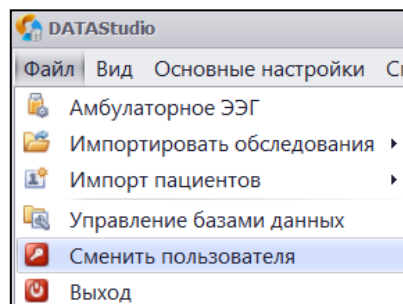 DATAStudio
Файл Вид Основные настройки
Амбулаторное ЭЭГ
Импортировать обследования
Импорт пациентов
Управление базами данных
Сменить пользователя
Выход